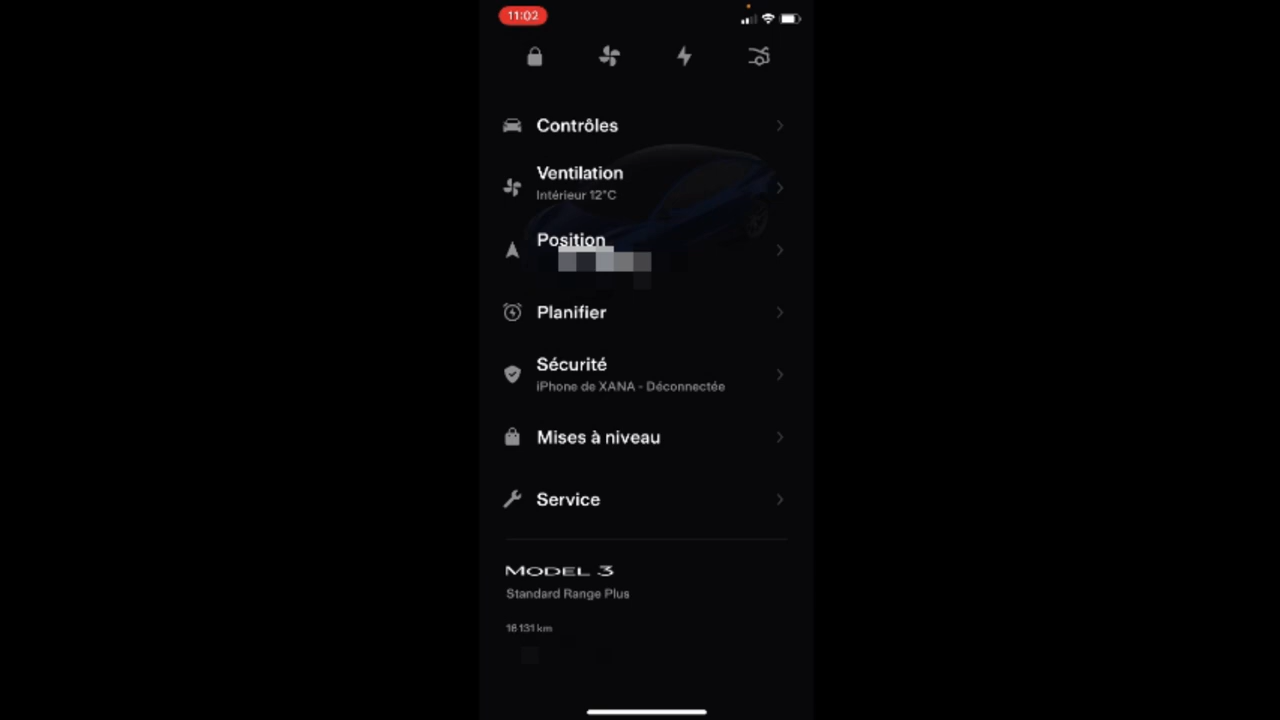 11:02
Contrôles
Ventilation
Intérieur 12°C
Position
Planifier
Sécurité
iPhone de XANA - Déconnectée
Mises à niveau
Service
MODEL 3
Standard Range Plus
16 131 km